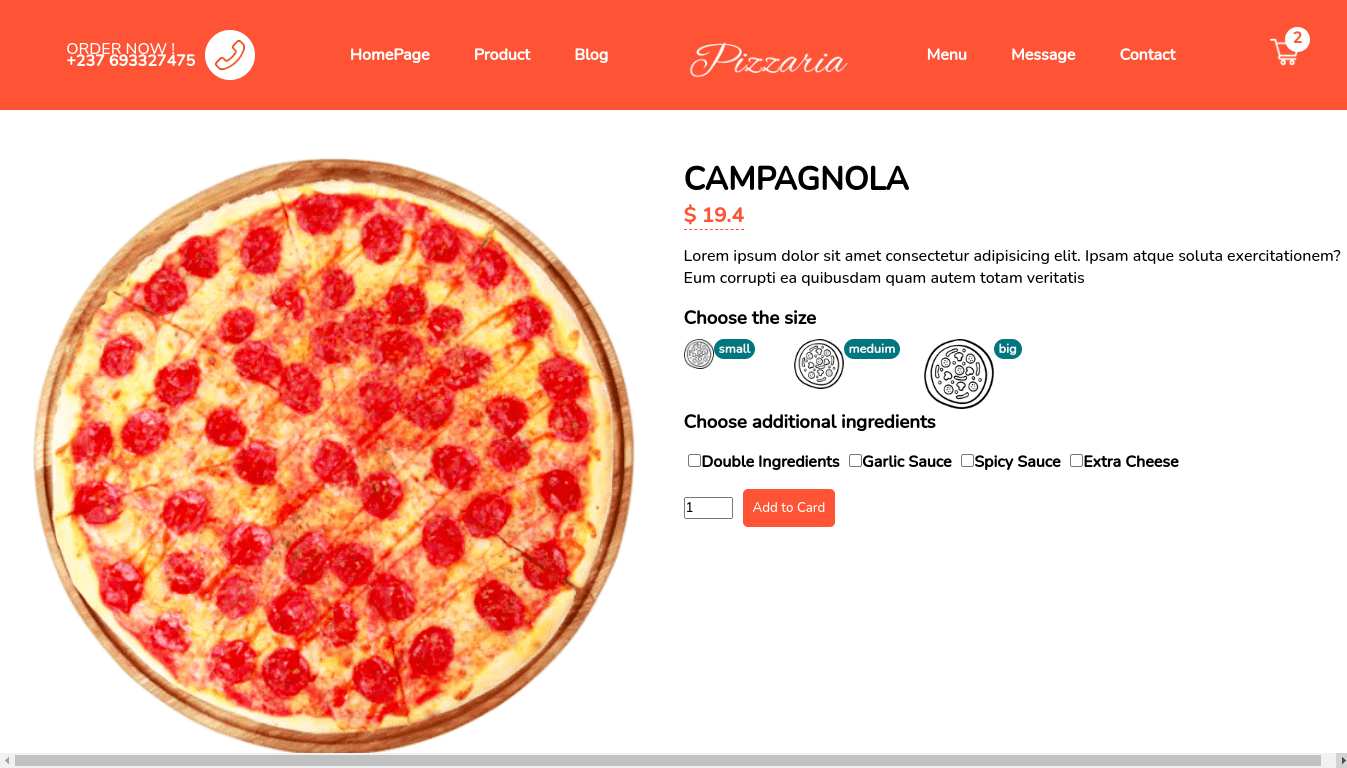 ORDER NOW !
+237 693327475
HomePage Product Blog Pizzaria Menu Message Contact 2
CAMPAGNOLA
$ 19.4
Lorem ipsum dolor sit amet consectetur adipisicing elit. Ipsam atque soluta exercitationem?
Eum corrupti ea quibusdam quam autem totam veritatis
Choose the size
small meduim big
Choose additional ingredients
Double Ingredients Garlic Sauce Spicy Sauce Extra Cheese
1 Add to Card